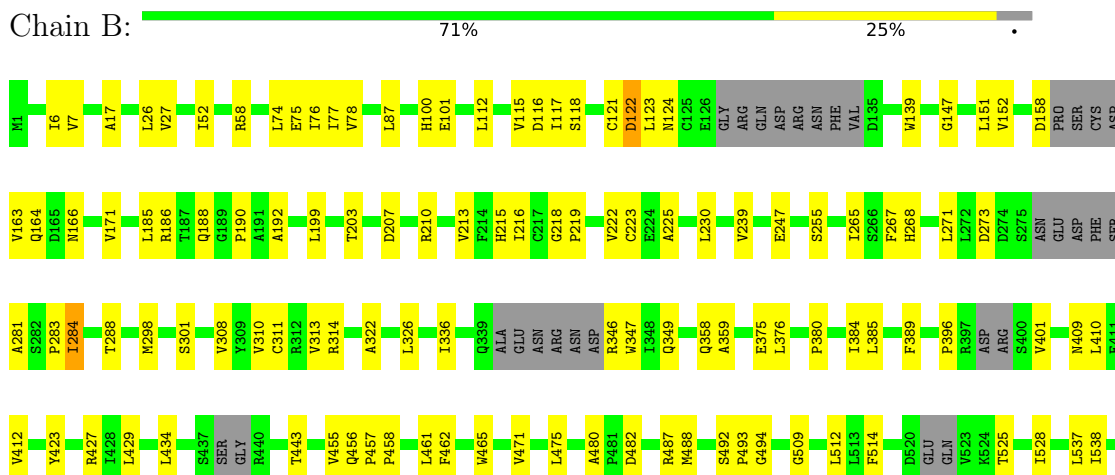 Chain B:
71% 25% •
M1 I6 V7 A17 L26 V27 I52 R58 L74 E75 I76 I77 V78 L87 H100 E101 L112 V115 D116 I117 S118 C121 D122 L123 N124 C125 E126 GLY ARG GLN ASP ARG ASN PHE VAL D135 W139 G147 L151 V152 D158 PRO SER CYS ASP
V163 Q164 D165 N166 V171 L185 R186 T187 Q188 G189 P190 A191 A192 L199 T203 D207 R210 V213 F214 H215 I216 C217 G218 P219 V222 C223 E224 A225 L230 V239 E247 S255 I265 S266 F267 H268 L271 L272 D273 D274 S275 ASN GLU ASP PHE SER
A281 S282 P283 I284 T288 M298 S301 V308 Y309 V310 C311 R312 V313 R314 A322 L326 I336 Q339 ALA GLU ASN ARG ASN ASP R346 W347 I348 Q349 Q358 A359 E375 L376 P380 I384 L385 F389 P396 R397 ASP ARG S400 V401 N409 L410 E411
V412 Y423 R427 I428 L429 L434 S437 SER GLY R440 T443 V455 Q456 P457 P458 L461 F462 W465 V471 L475 A480 P481 D482 R487 M488 S492 P493 G494 G509 L512 L513 F514 D520 GLU GLN V523 K524 T525 I528 L537 I538